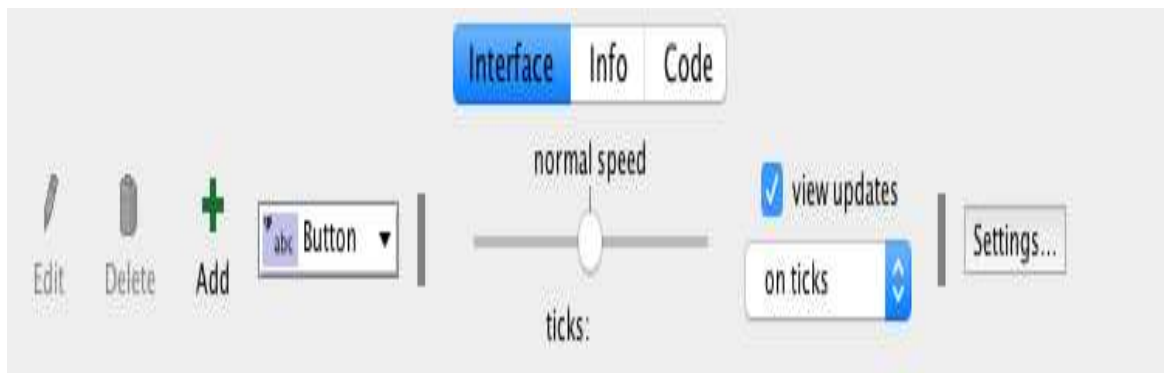 Interface Info Code
normal speed
view updates
Edit Delete Add abc Button Settings...
on ticks
ticks: